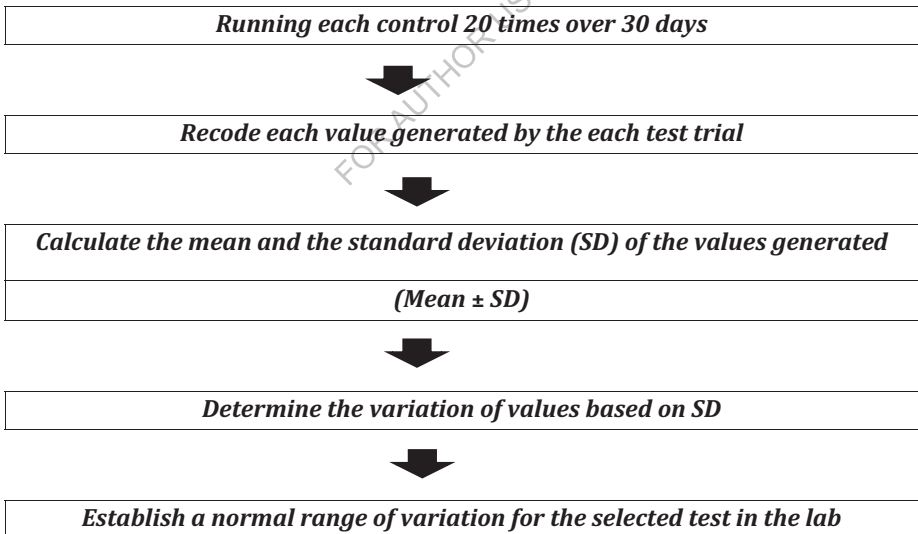 Running each control 20 times over 30 days
Recode each value generated by the each test trial
Calculate the mean and the standard deviation (SD) of the values generated
(Mean ± SD)
Determine the variation of values based on SD
Establish a normal range of variation for the selected test in the lab
FOR AUTHOR